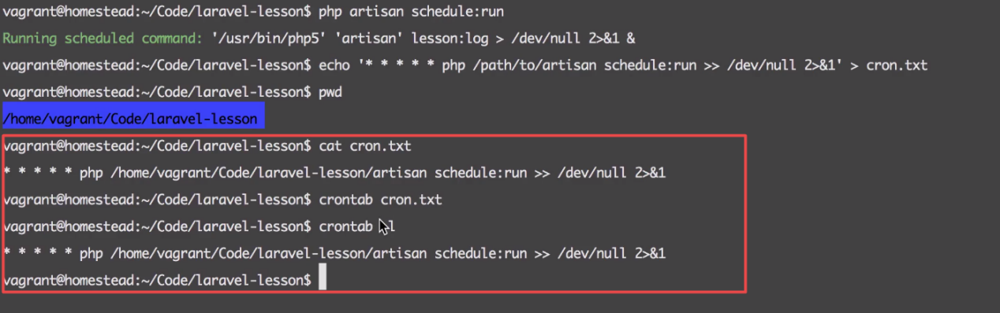 vagrant@homestead:~/Code/laravel-lesson$ php artisan schedule:run
Running scheduled command: '/usr/bin/php5' 'artisan' lesson:log > /dev/null 2>&1 &
vagrant@homestead:~/Code/laravel-lesson$ echo '* * * * * php /path/to/artisan schedule:run >> /dev/null 2>&1' > cron.txt
vagrant@homestead:~/Code/laravel-lesson$ pwd
/home/vagrant/Code/laravel-lesson
vagrant@homestead:~/Code/laravel-lesson$ cat cron.txt
* * * * * php /home/vagrant/Code/laravel-lesson/artisan schedule:run >> /dev/null 2>&1
vagrant@homestead:~/Code/laravel-lesson$ crontab cron.txt
vagrant@homestead:~/Code/laravel-lesson$ crontab -l
* * * * * php /home/vagrant/Code/laravel-lesson/artisan schedule:run >> /dev/null 2>&1
vagrant@homestead:~/Code/laravel-lesson$